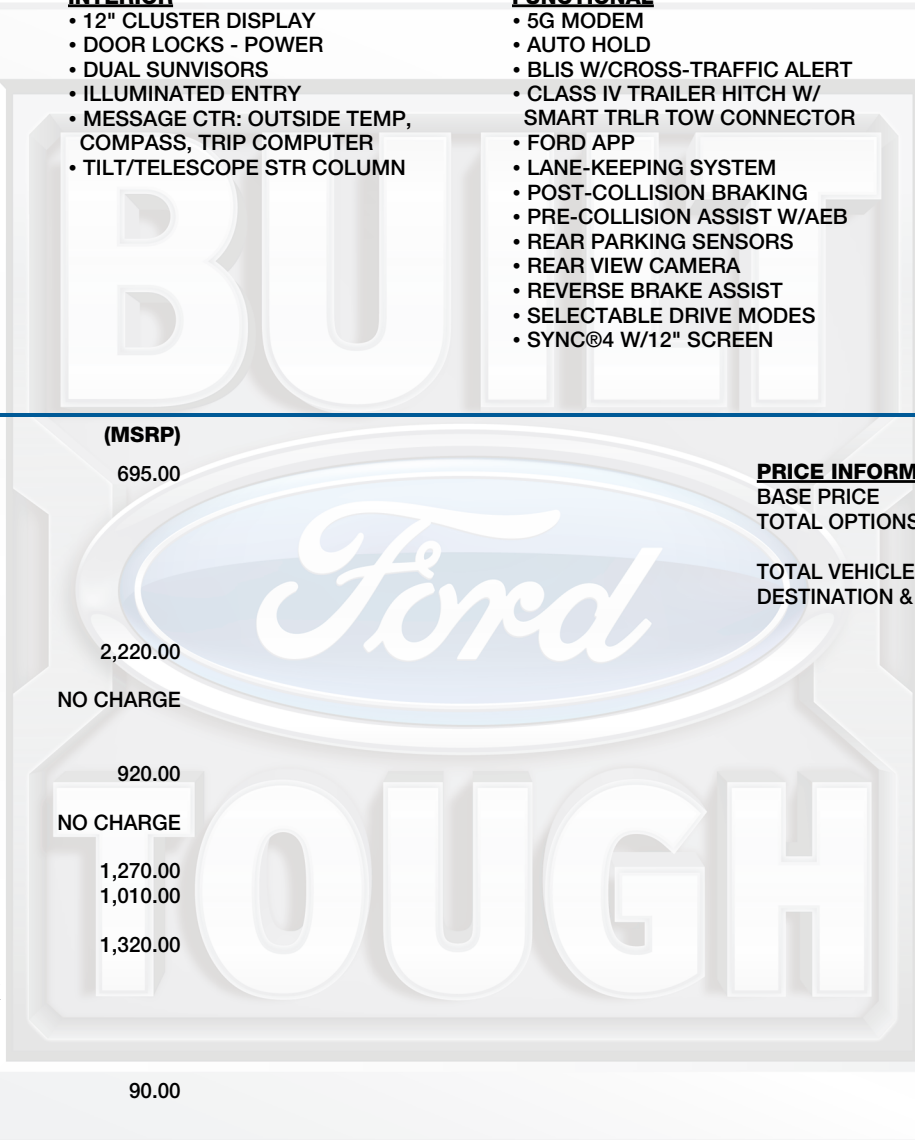 INTERIOR
• 12" CLUSTER DISPLAY
• DOOR LOCKS - POWER
• DUAL SUNVISORS
• ILLUMINATED ENTRY
• MESSAGE CTR: OUTSIDE TEMP,
COMPASS, TRIP COMPUTER
• TILT/TELESCOPE STR COLUMN
FUNCTIONAL
• 5G MODEM
• AUTO HOLD
• BLIS W/CROSS-TRAFFIC ALERT
• CLASS IV TRAILER HITCH W/
SMART TRLR TOW CONNECTOR
• FORD APP
• LANE-KEEPING SYSTEM
• POST-COLLISION BRAKING
• PRE-COLLISION ASSIST W/AEB
• REAR PARKING SENSORS
• REAR VIEW CAMERA
• REVERSE BRAKE ASSIST
• SELECTABLE DRIVE MODES
• SYNC®4 W/12" SCREEN
BUILT
Ford
TOUGH
(MSRP)
695.00
2,220.00
NO CHARGE
920.00
NO CHARGE
1,270.00
1,010.00
1,320.00
90.00
PRICE INFORM
BASE PRICE
TOTAL OPTIONS
TOTAL VEHICLE
DESTINATION &